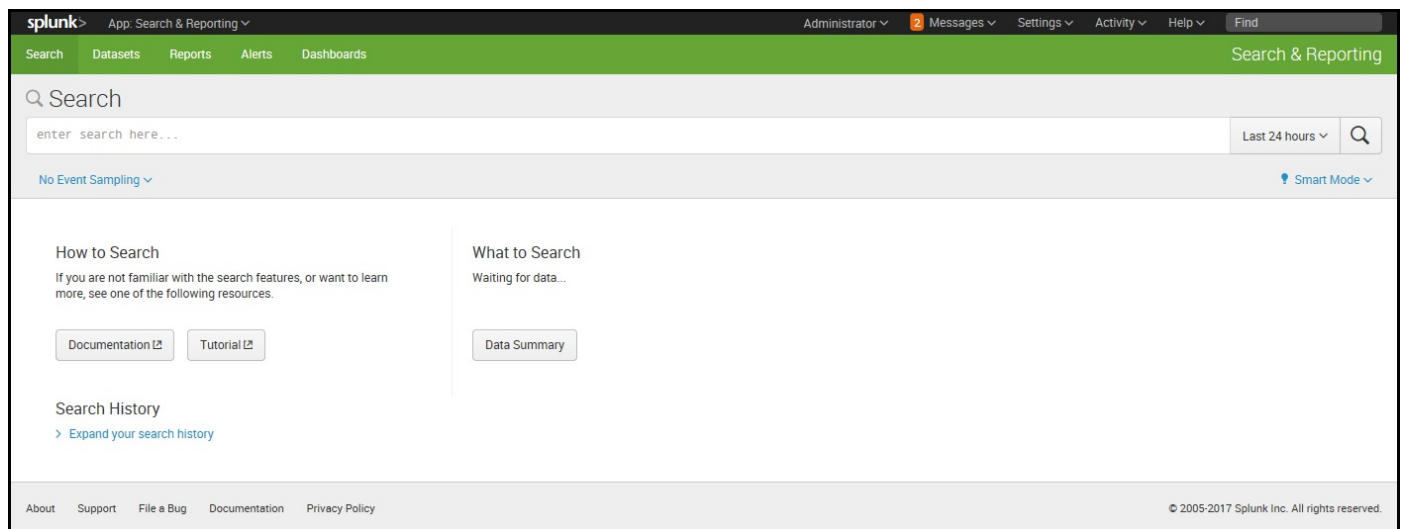 splunk> App: Search & Reporting Administrator 2 Messages Settings Activity Help Find
Search Datasets Reports Alerts Dashboards Search & Reporting
Search
enter search here... Last 24 hours
No Event Sampling Smart Mode
How to Search
If you are not familiar with the search features, or want to learn
more, see one of the following resources.
Documentation Tutorial
What to Search
Waiting for data...
Data Summary
Search History
> Expand your search history
About Support File a Bug Documentation Privacy Policy © 2005-2017 Splunk Inc. All rights reserved.